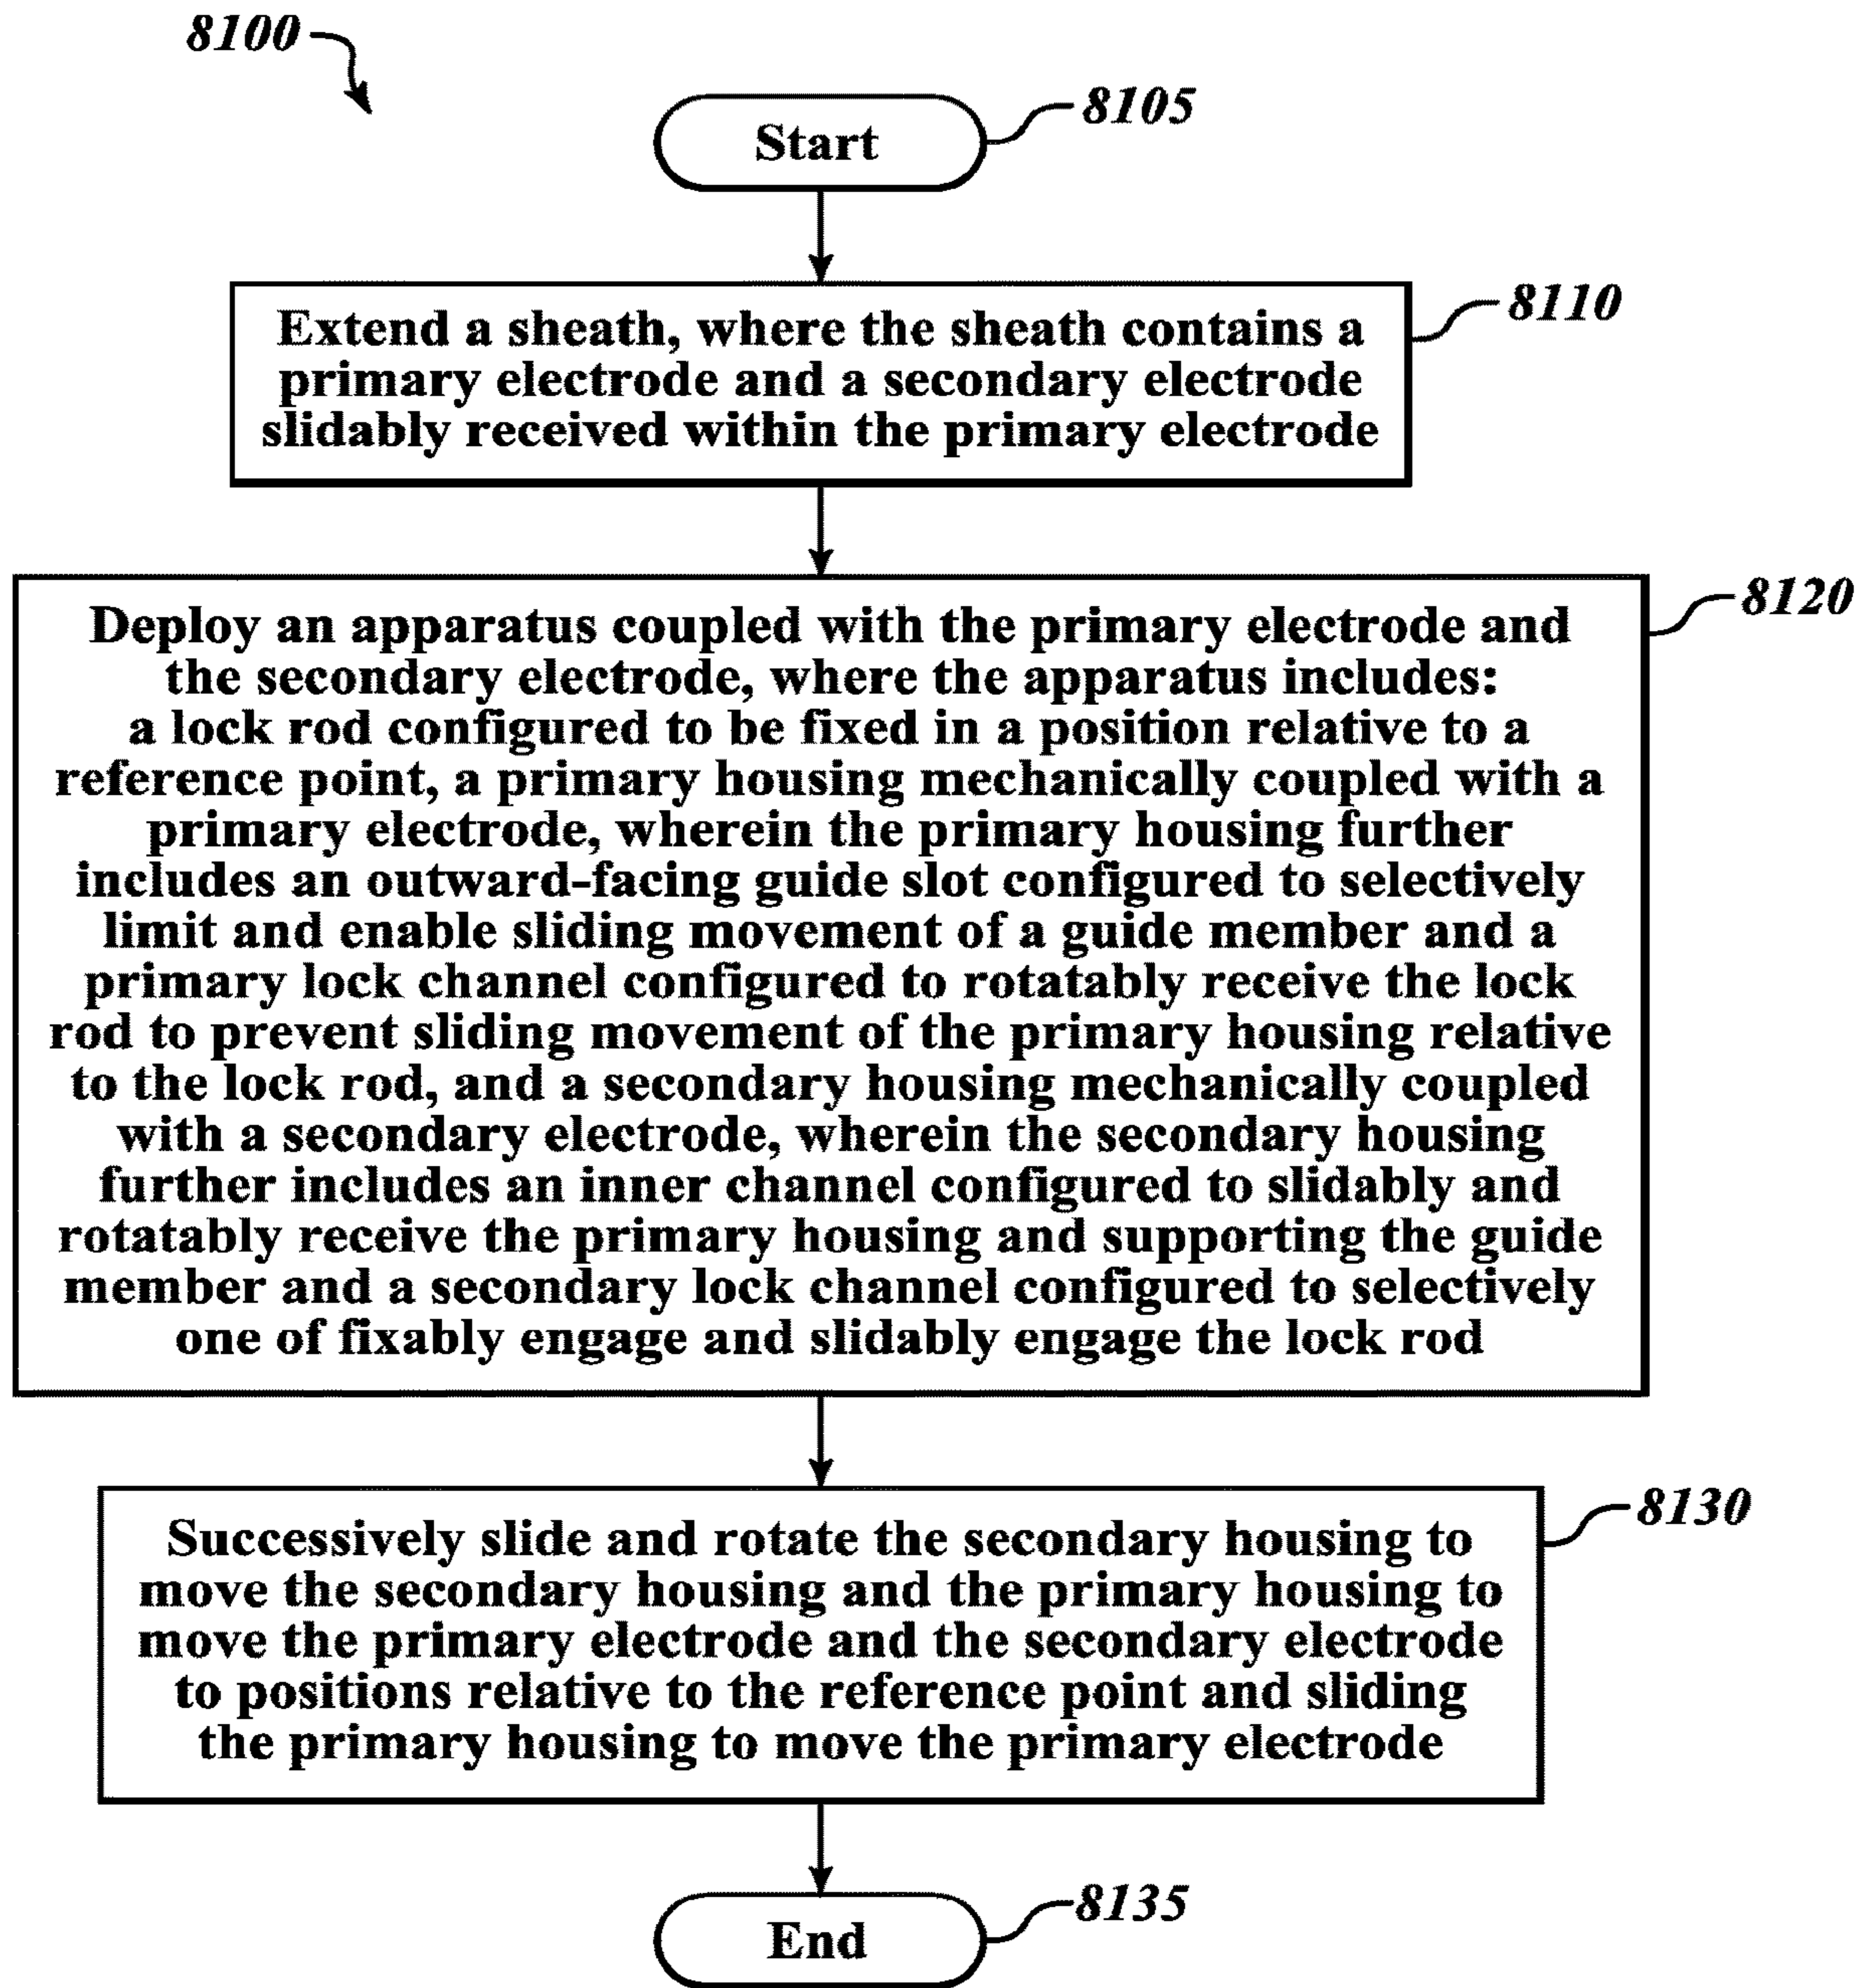 8100
Start
8105
Extend a sheath, where the sheath contains a
primary electrode and a secondary electrode
slidably received within the primary electrode
8110
Deploy an apparatus coupled with the primary electrode and
the secondary electrode, where the apparatus includes:
a lock rod configured to be fixed in a position relative to a
reference point, a primary housing mechanically coupled with a
primary electrode, wherein the primary housing further
includes an outward-facing guide slot configured to selectively
limit and enable sliding movement of a guide member and a
primary lock channel configured to rotatably receive the lock
rod to prevent sliding movement of the primary housing relative
to the lock rod, and a secondary housing mechanically coupled
with a secondary electrode, wherein the secondary housing
further includes an inner channel configured to slidably and
rotatably receive the primary housing and supporting the guide
member and a secondary lock channel configured to selectively
one of fixably engage and slidably engage the lock rod
8120
Successively slide and rotate the secondary housing to
move the secondary housing and the primary housing to
move the primary electrode and the secondary electrode
to positions relative to the reference point and sliding
the primary housing to move the primary electrode
8130
End
8135